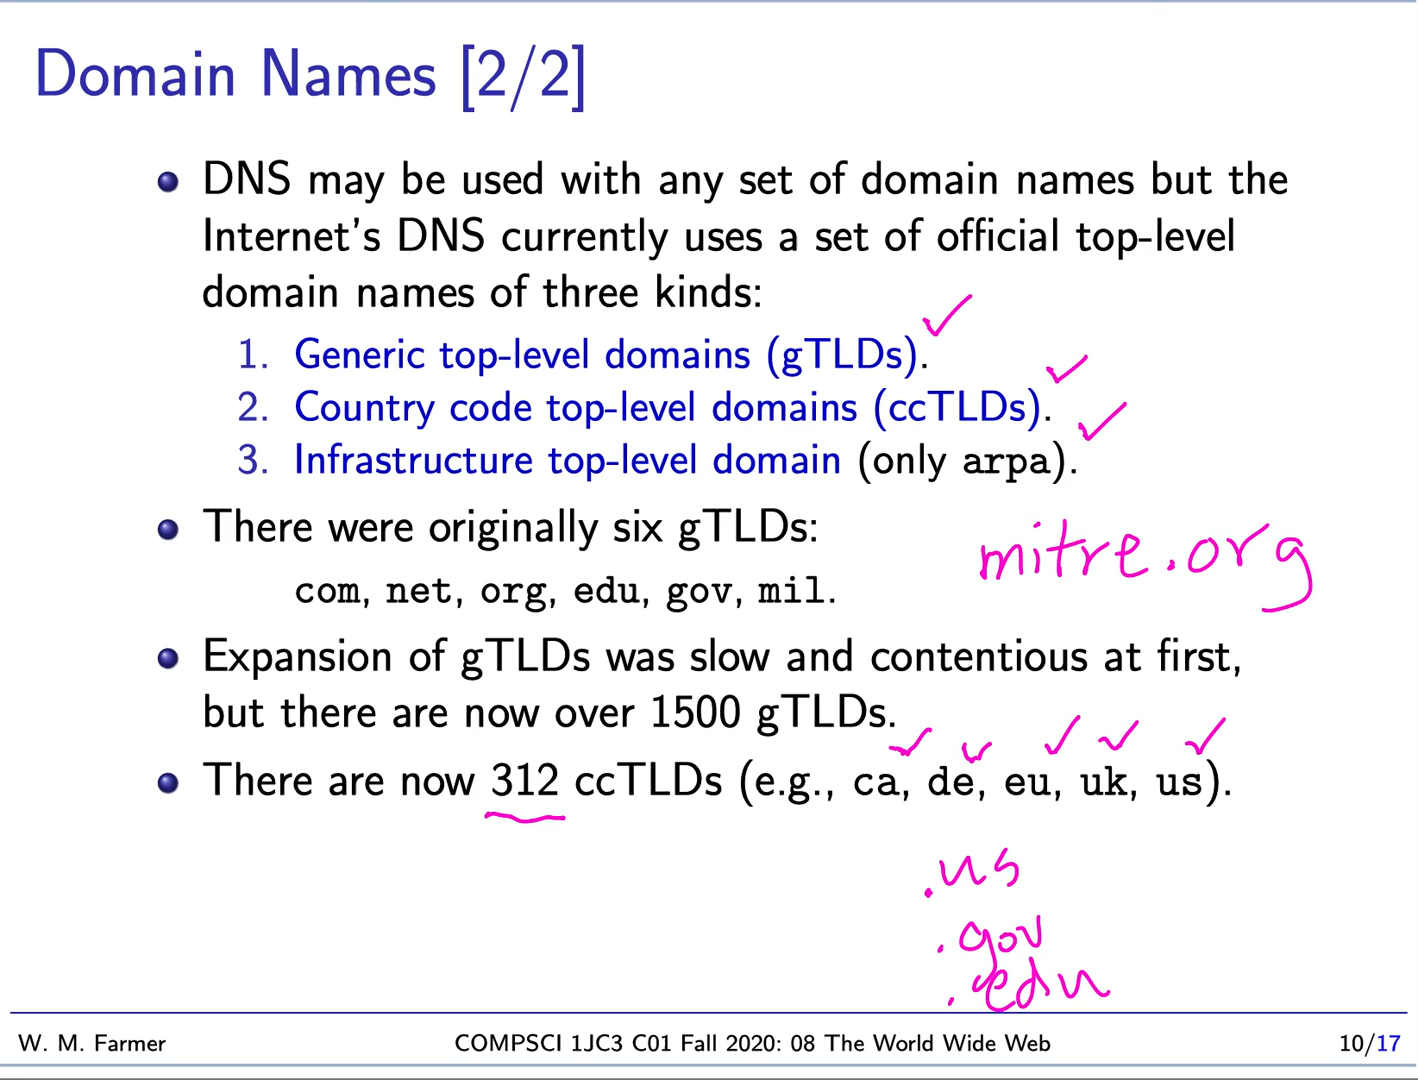 Domain Names [2/2]
DNS may be used with any set of domain names but the
Internet's DNS currently uses a set of official top-level
domain names of three kinds:
1. Generic top-level domains (gTLDs).
2. Country code top-level domains (ccTLDs).
3. Infrastructure top-level domain (only arpa).
There were originally six gTLDs:
mitre.org
com, net, org, edu, gov, mil.
Expansion of gTLDs was slow and contentious at first,
but there are now over 1500 gTLDs.
There are now 312 ccTLDs (e.g., ca, de, eu, uk, us).
.us
.gov
.edu
W. M. Farmer
COMPSCI 1JC3 C01 Fall 2020: 08 The World Wide Web
10/17